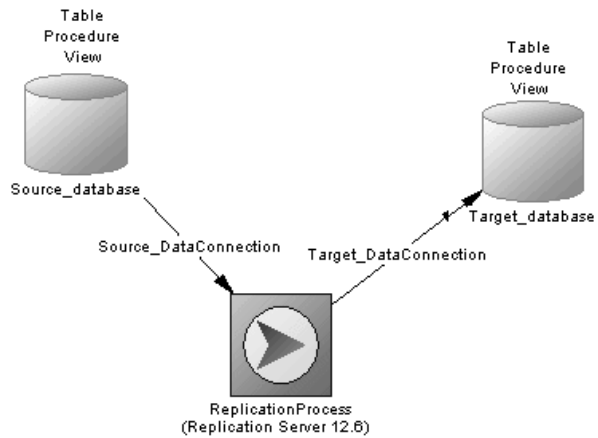 Table
Procedure
View
Source_database
Table
Procedure
View
Target_database
Source_DataConnection
Target_DataConnection
ReplicationProcess
(Replication Server 12.6)